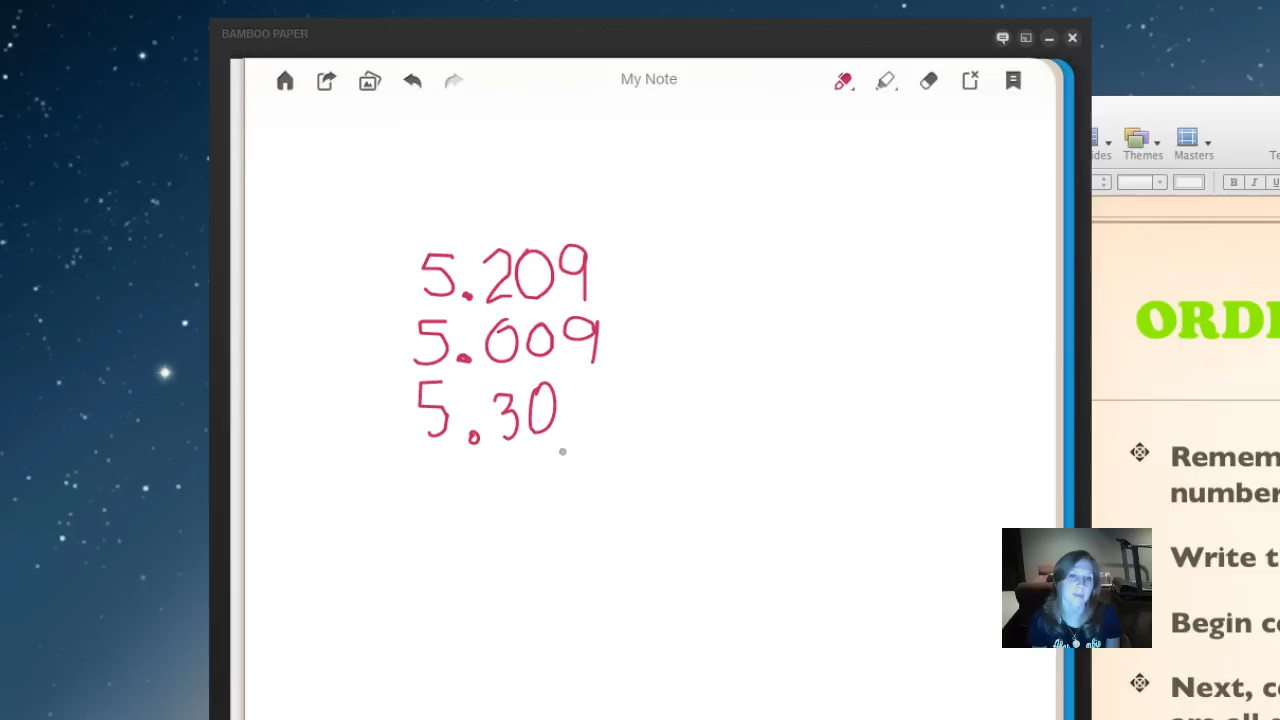 BAMBOO PAPER
My Note
5.209
5.009
5.30
Themes
Masters
B I U
ORD
Remem
number
Write t
Begin c
Next, c